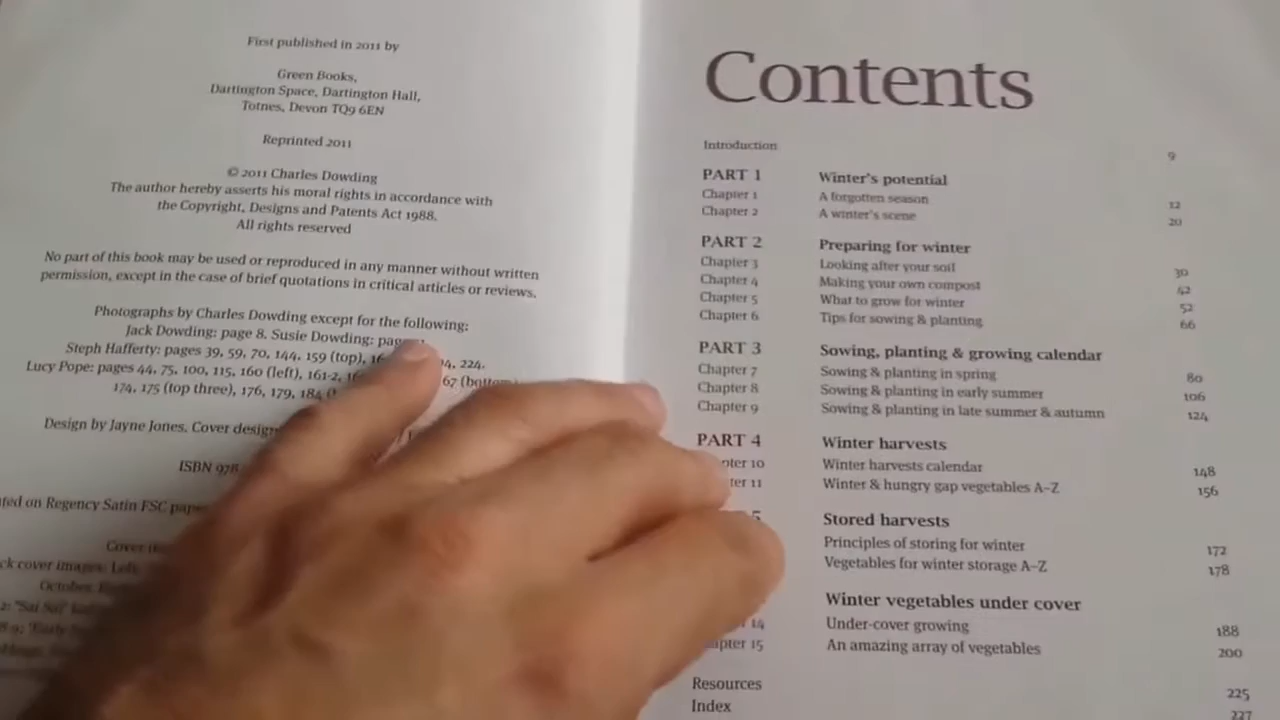 First published in 2011 by
Green Books,
Dartington Space, Dartington Hall,
Totnes, Devon TQ9 6EN
Reprinted 2011
© 2011 Charles Dowding
The author hereby asserts his moral rights in accordance with
the Copyright, Designs and Patents Act 1988.
All rights reserved
No part of this book may be used or reproduced in any manner without written
permission, except in the case of brief quotations in critical articles or reviews.
Photographs by Charles Dowding except for the following:
Jack Dowding: page 8. Susie Dowding:
Steph Hafferty: pages 39, 59, 70, 144, 159 (top), 224.
Lucy Pope: pages 44, 75, 100, 115, 160 (left), 161-2,
174, 175 (top three), 176, 179, 184
Design by Jayne Jones. Cover
ISBN
on Regency Satin FSC
Contents
Introduction 9
PART 1 Winter's potential
Chapter 1 A forgotten season 12
Chapter 2 A winter's scene 20
PART 2 Preparing for winter
Chapter 3 Looking after your soil 30
Chapter 4 Making your own compost 42
Chapter 5 What to grow for winter 52
Chapter 6 Tips for sowing & planting 66
PART 3 Sowing, planting & growing calendar
Chapter 7 Sowing & planting in spring 80
Chapter 8 Sowing & planting in early summer 106
Chapter 9 Sowing & planting in late summer & autumn 124
PART 4 Winter harvests
10 Winter harvests calendar 148
11 Winter & hungry gap vegetables A–Z 156
5 Stored harvests
Principles of storing for winter 172
Vegetables for winter storage A–Z 178
Winter vegetables under cover
14 Under-cover growing 188
15 An amazing array of vegetables 200
Resources 225
Index 227